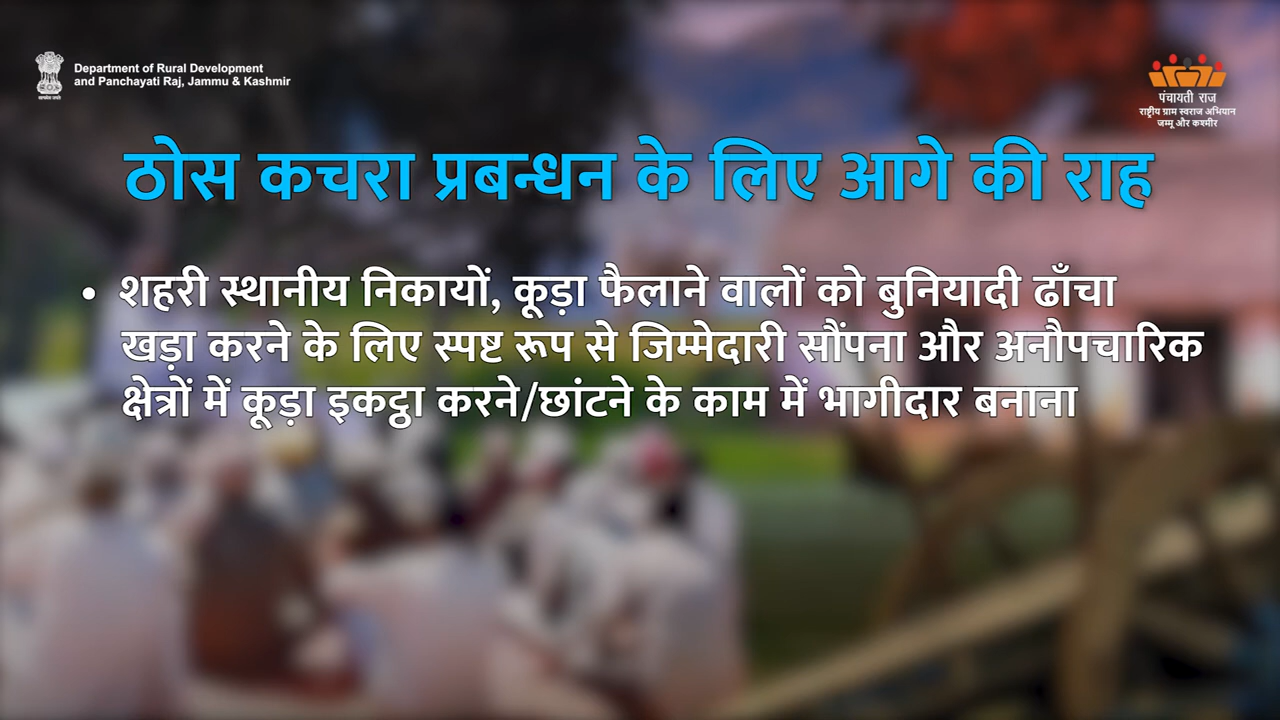 Department of Rural Development
and Panchayati Raj, Jammu & Kashmir
पंचायती राज
राष्ट्रीय ग्राम स्वराज अभियान
जम्मू और कश्मीर
ठोस कचरा प्रबन्धन के लिए आगे की राह
• शहरी स्थानीय निकायों, कूड़ा फैलाने वालों को बुनियादी ढाँचा
खड़ा करने के लिए स्पष्ट रूप से जिम्मेदारी सौंपना और अनौपचारिक
क्षेत्रों में कूड़ा इकट्ठा करने/छांटने के काम में भागीदार बनाना